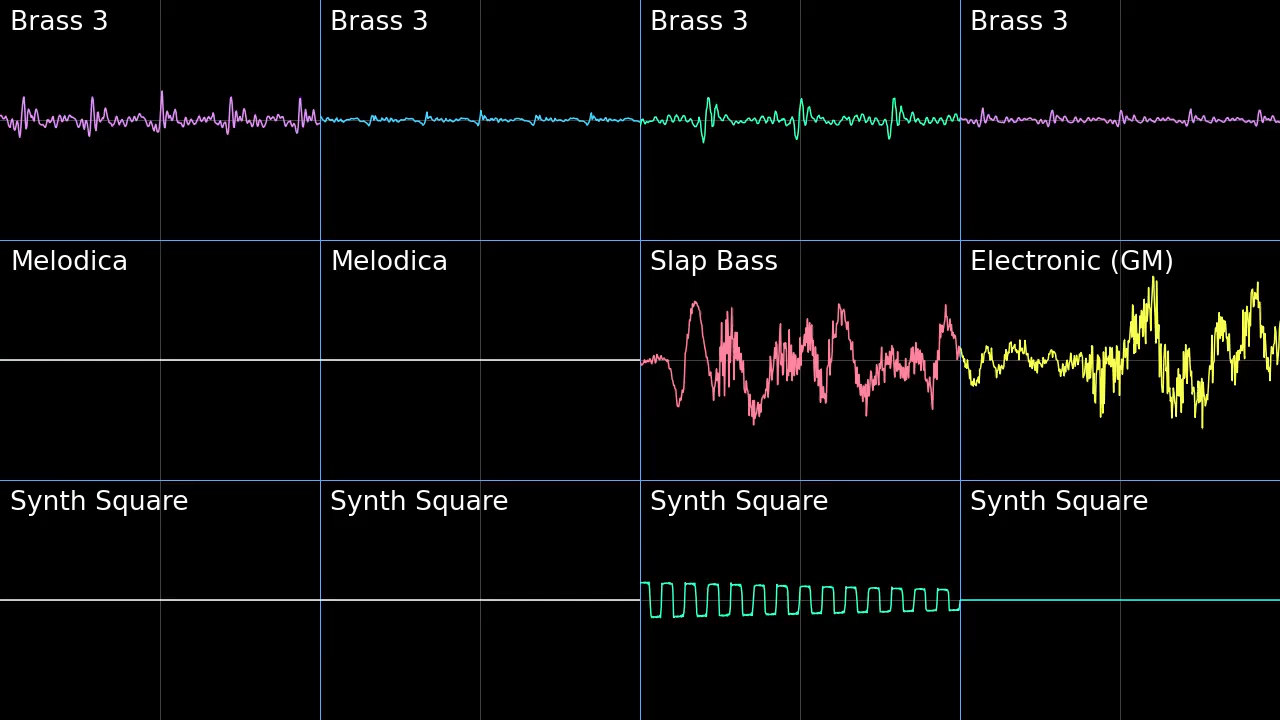 Brass 3
Brass 3
Brass 3
Brass 3
Melodica
Melodica
Slap Bass
Electronic (GM)
Synth Square
Synth Square
Synth Square
Synth Square